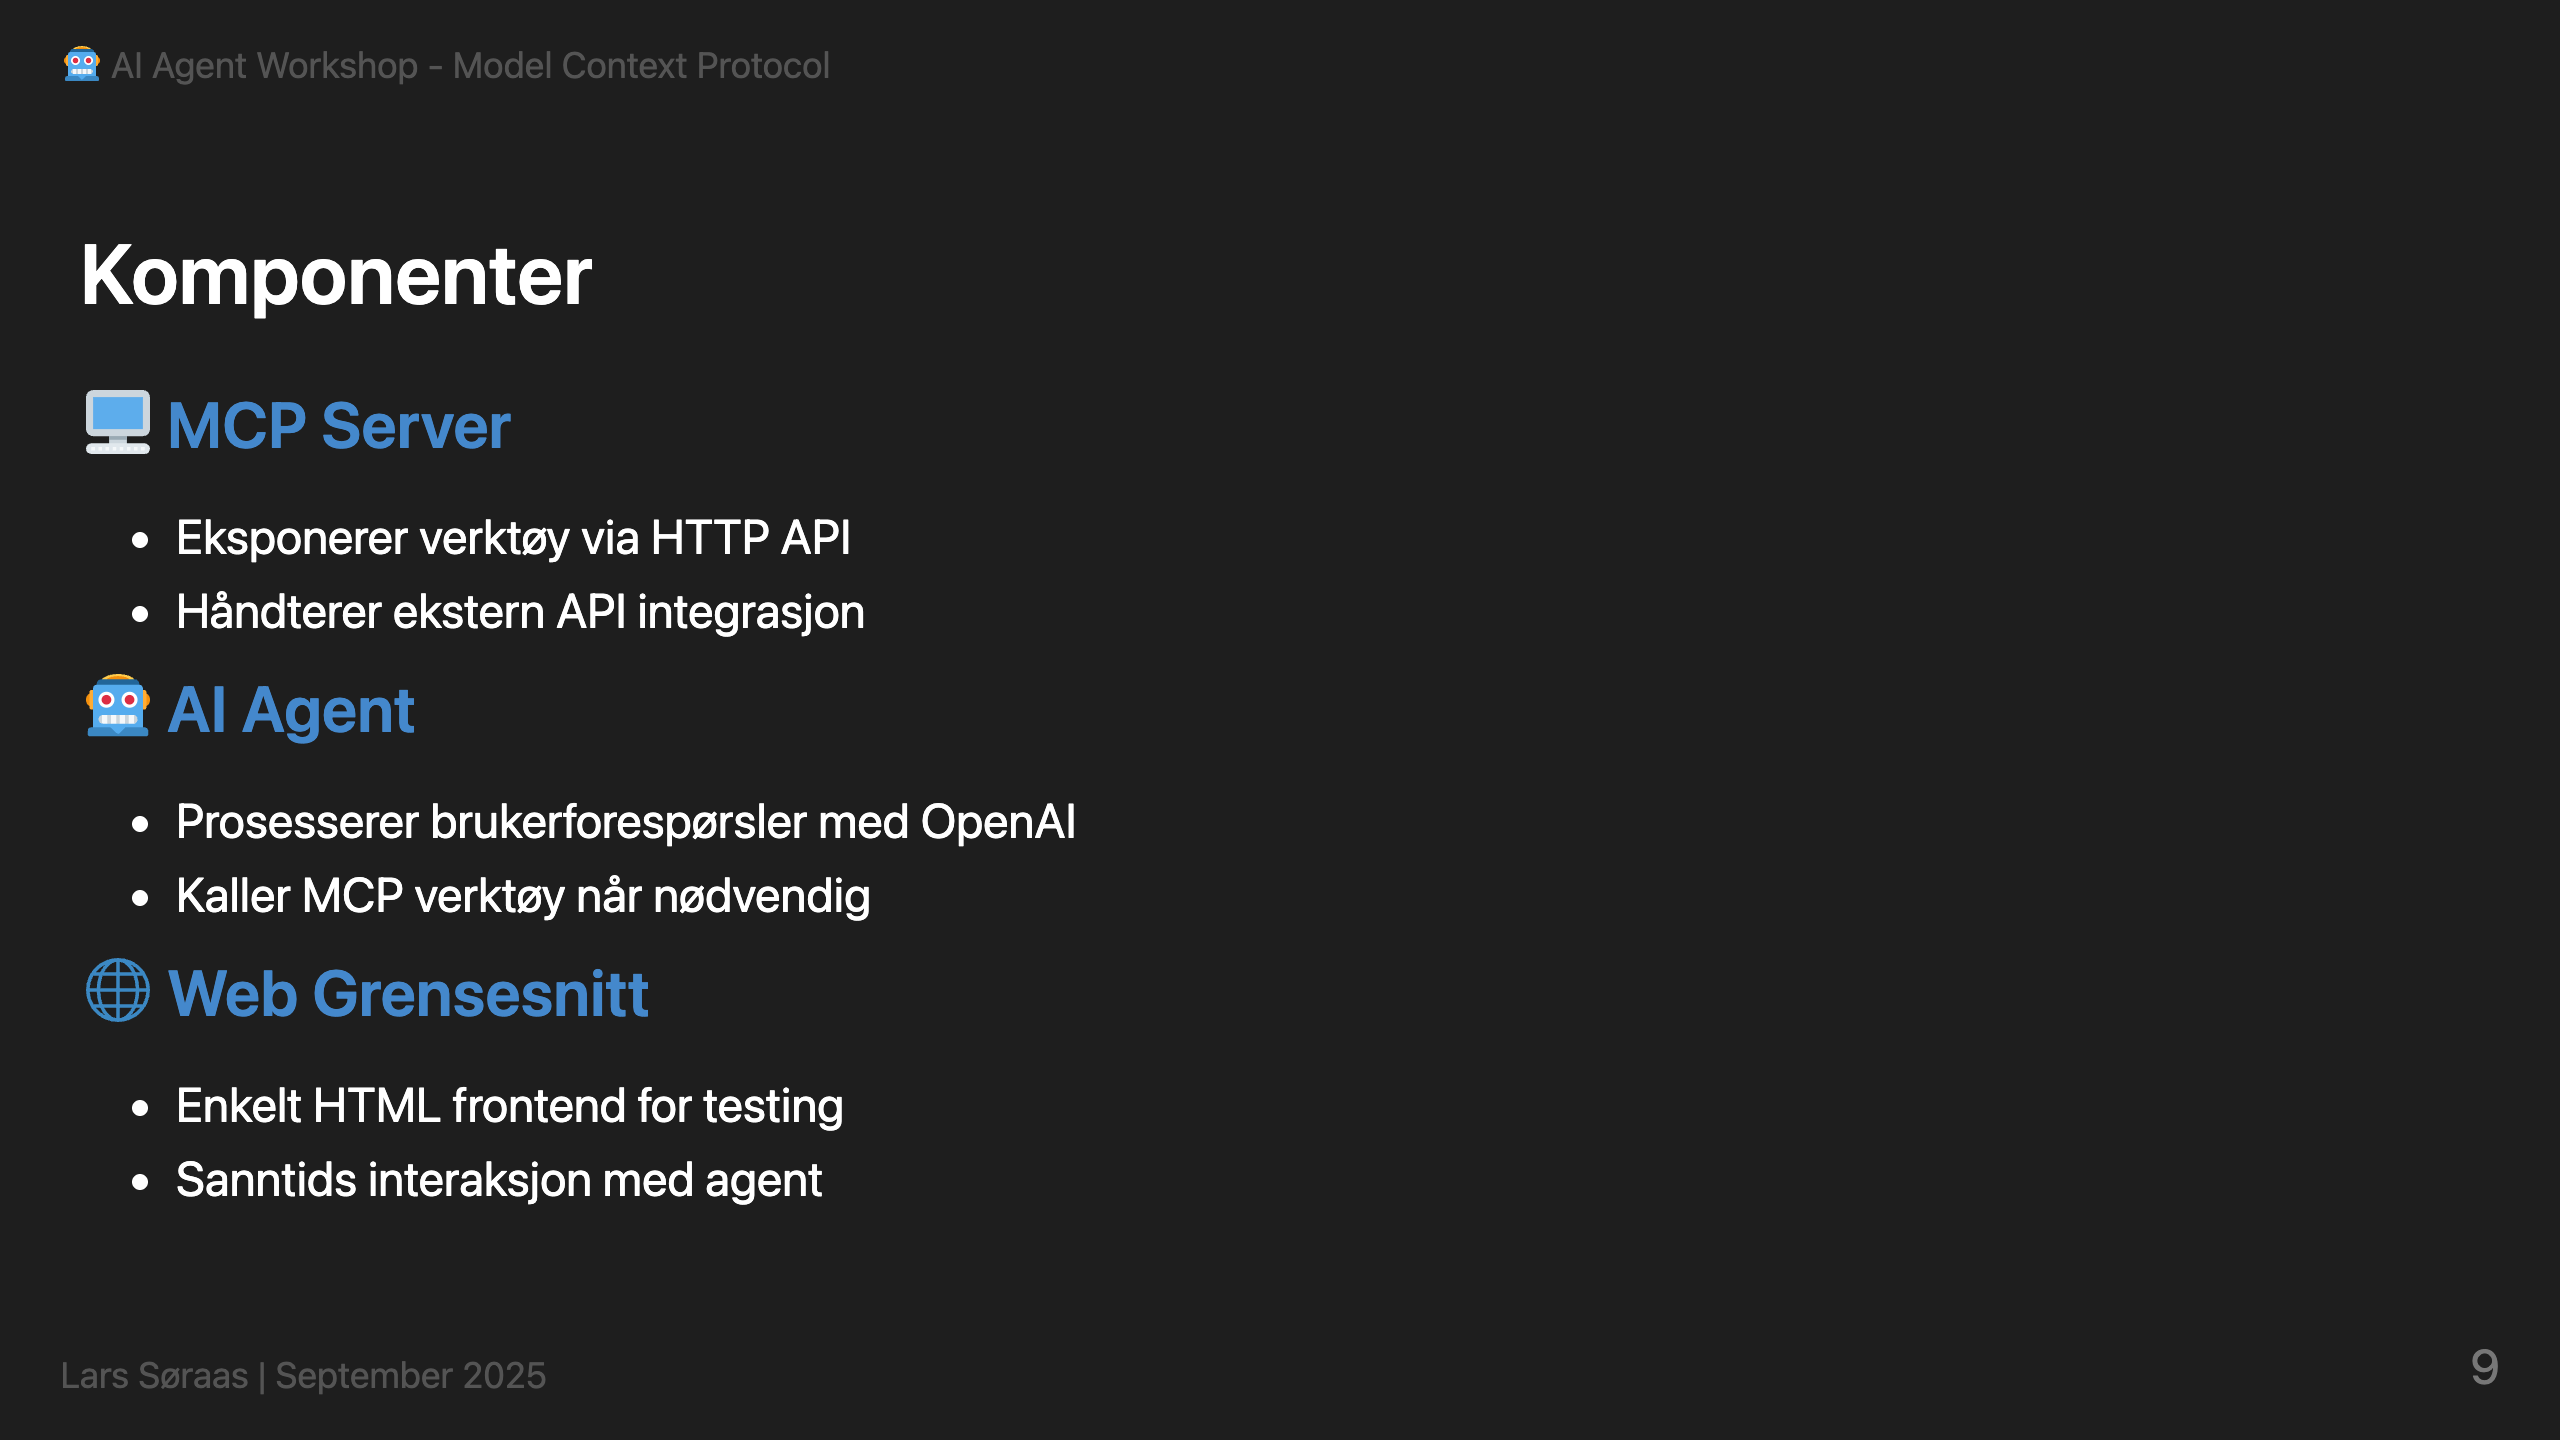 🤖 AI Agent Workshop - Model Context Protocol
Komponenter
🖥️ MCP Server
• Eksponerer verktøy via HTTP API
• Håndterer ekstern API integrasjon
🤖 AI Agent
• Prosesserer brukerforespørsler med OpenAI
• Kaller MCP verktøy når nødvendig
🌐 Web Grensesnitt
• Enkelt HTML frontend for testing
• Sanntids interaksjon med agent
Lars Søraas | September 2025
9